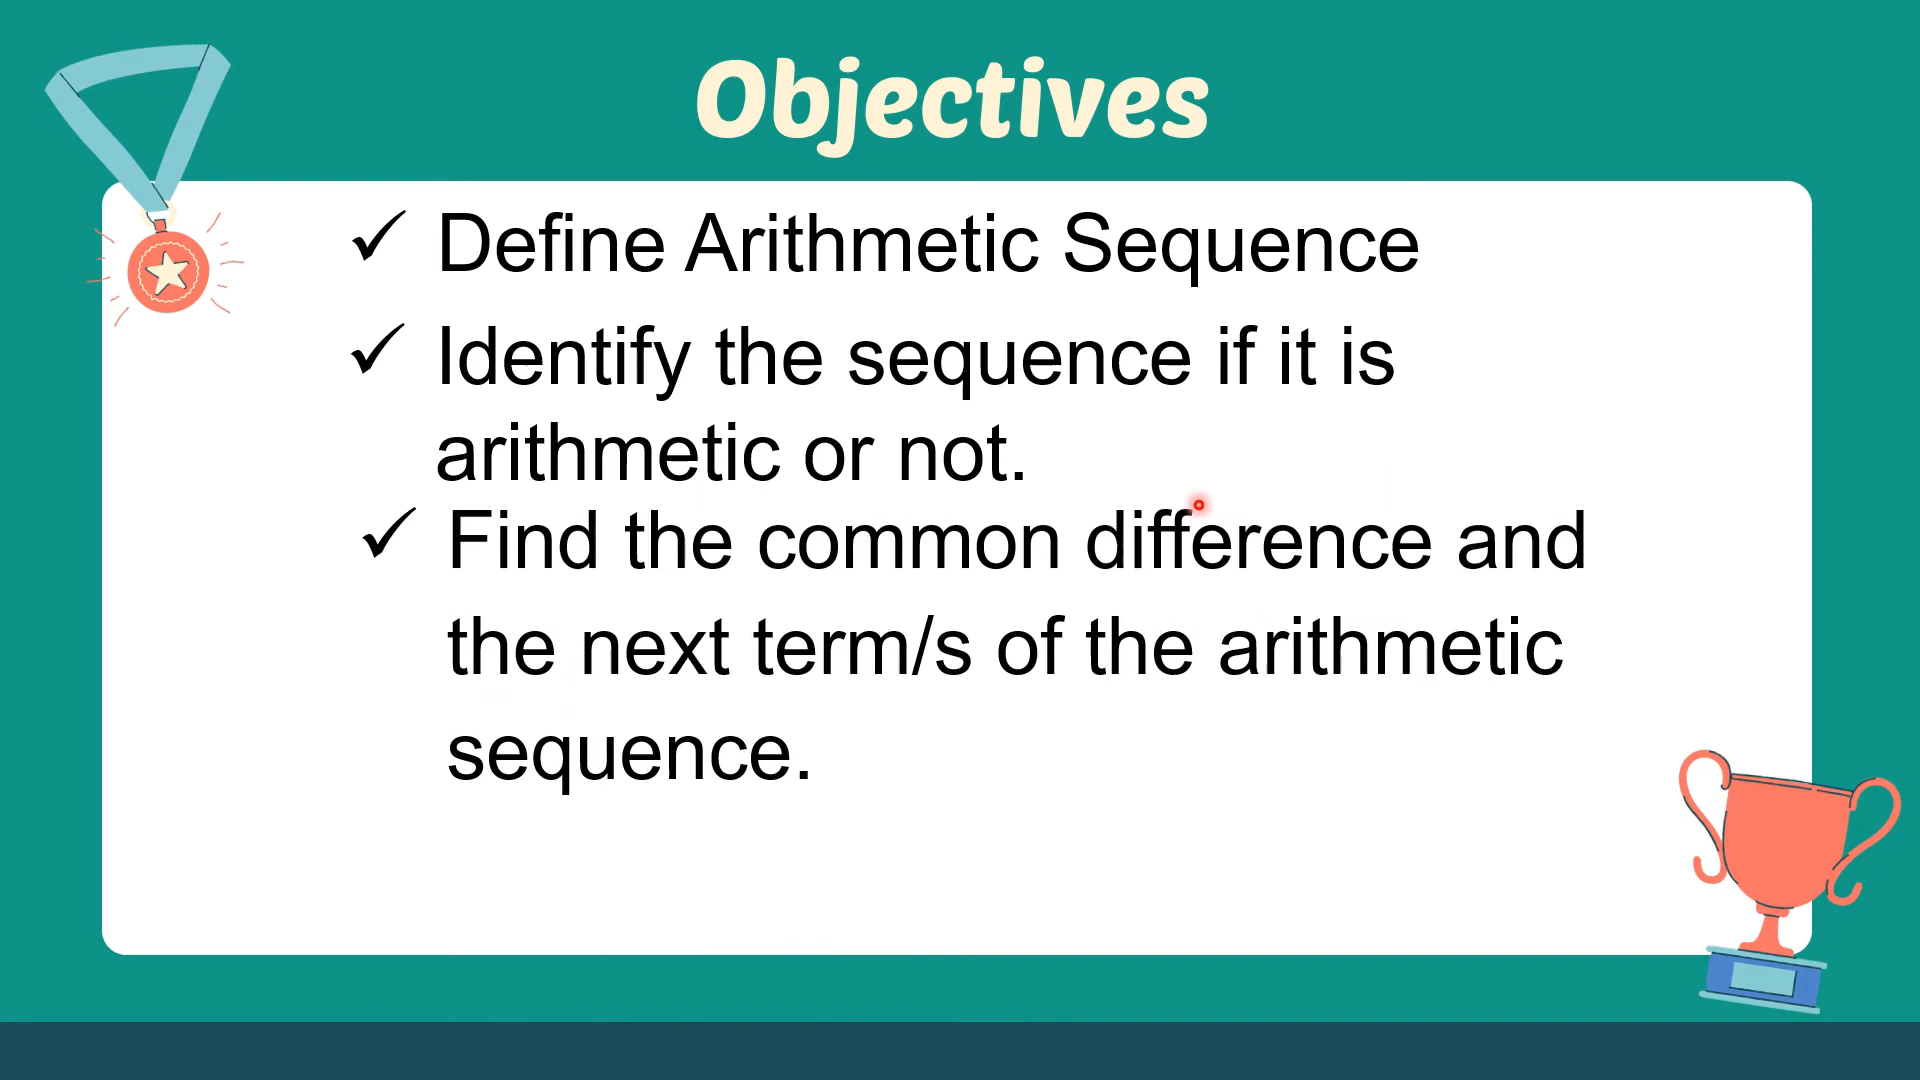 Objectives
✓ Define Arithmetic Sequence
✓ Identify the sequence if it is
arithmetic or not.
✓ Find the common difference and
the next term/s of the arithmetic
sequence.